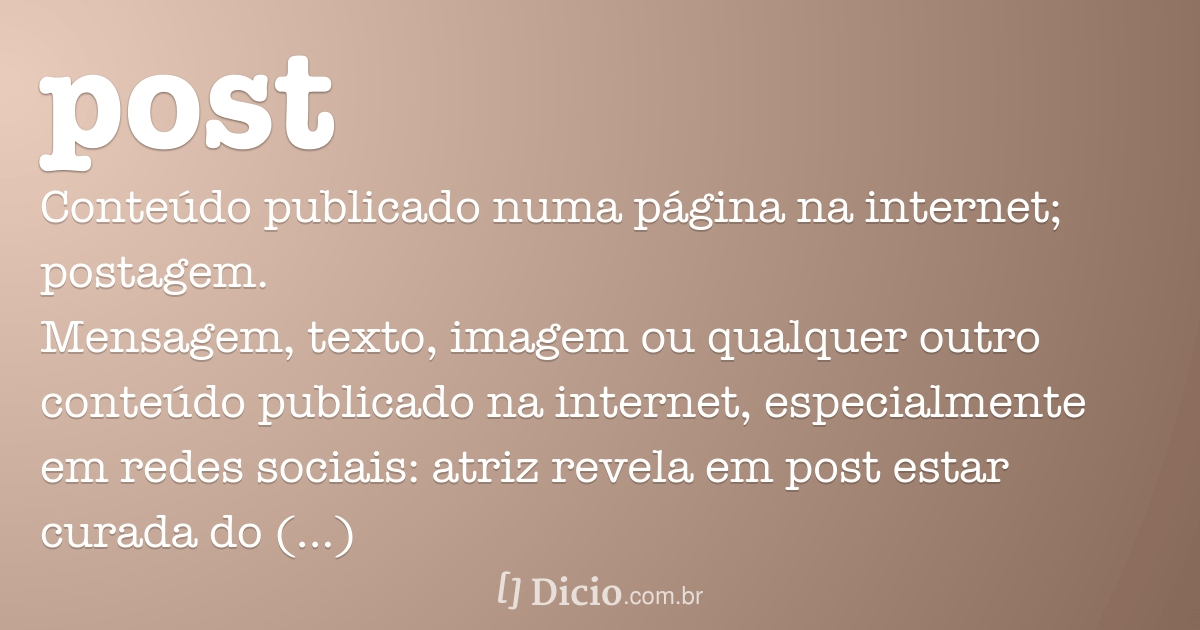 post
Conteúdo publicado numa página na internet;
postagem.
Mensagem, texto, imagem ou qualquer outro
conteúdo publicado na internet, especialmente
em redes sociais: atriz revela em post estar
curada do (...)
[] Dicio.com.br